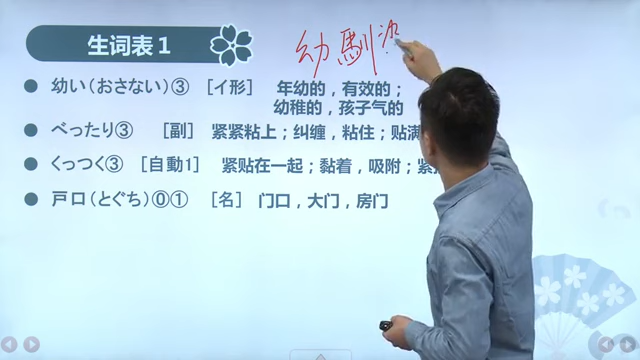 生词表1
幼馴染
幼い（おさない）③ [イ形] 年幼的，有效的；
幼稚的，孩子气的
べったり③ [副] 紧紧粘上；纠缠，粘住；贴满
くっつく③ [自動1] 紧贴在一起；黏着，吸附；紧
戸口（とぐち）⓪① [名] 门口，大门，房门